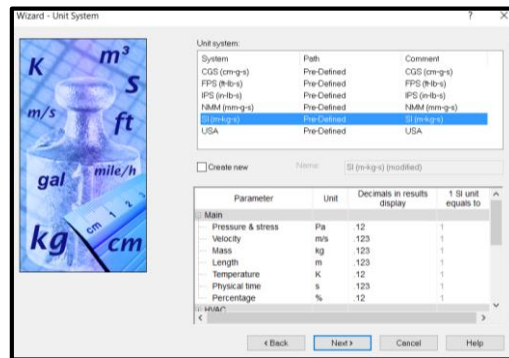 Wizard - Unit System ? X
K m³
S
m/s ft
gal mile/h
kg cm 1 2 3
cm
Unit system:
System Path Comment
CGS (cm-g-s) Pre-Defined CGS (cm-g-s)
FPS (ft-lb-s) Pre-Defined FPS (ft-lb-s)
IPS (in-lb-s) Pre-Defined IPS (in-lb-s)
NMM (mm-g-s) Pre-Defined NMM (mm-g-s)
SI (m-kg-s) Pre-Defined SI (m-kg-s)
USA Pre-Defined USA
Create new Name: SI (m-kg-s) (modified)
Parameter Unit Decimals in results display 1 SI unit equals to
Main
Pressure & stress Pa .12 1
Velocity m/s .123 1
Mass kg .123 1
Length m .123 1
Temperature K .12 1
Physical time s .123 1
Percentage % .12 1
HVAC
< Back Next > Cancel Help